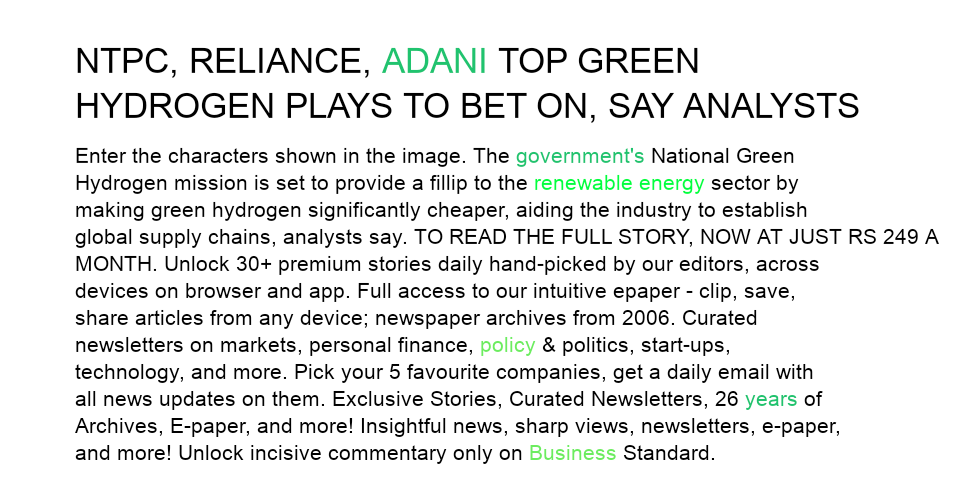 NTPC, RELIANCE, ADANI TOP GREEN
HYDROGEN PLAYS TO BET ON, SAY ANALYSTS
Enter the characters shown in the image. The government's National Green
Hydrogen mission is set to provide a fillip to the renewable energy sector by
making green hydrogen significantly cheaper, aiding the industry to establish
global supply chains, analysts say. TO READ THE FULL STORY, NOW AT JUST RS 249 A
MONTH. Unlock 30+ premium stories daily hand-picked by our editors, across
devices on browser and app. Full access to our intuitive epaper - clip, save,
share articles from any device; newspaper archives from 2006. Curated
newsletters on markets, personal finance, policy & politics, start-ups,
technology, and more. Pick your 5 favourite companies, get a daily email with
all news updates on them. Exclusive Stories, Curated Newsletters, 26 years of
Archives, E-paper, and more! Insightful news, sharp views, newsletters, e-paper,
and more! Unlock incisive commentary only on Business Standard.